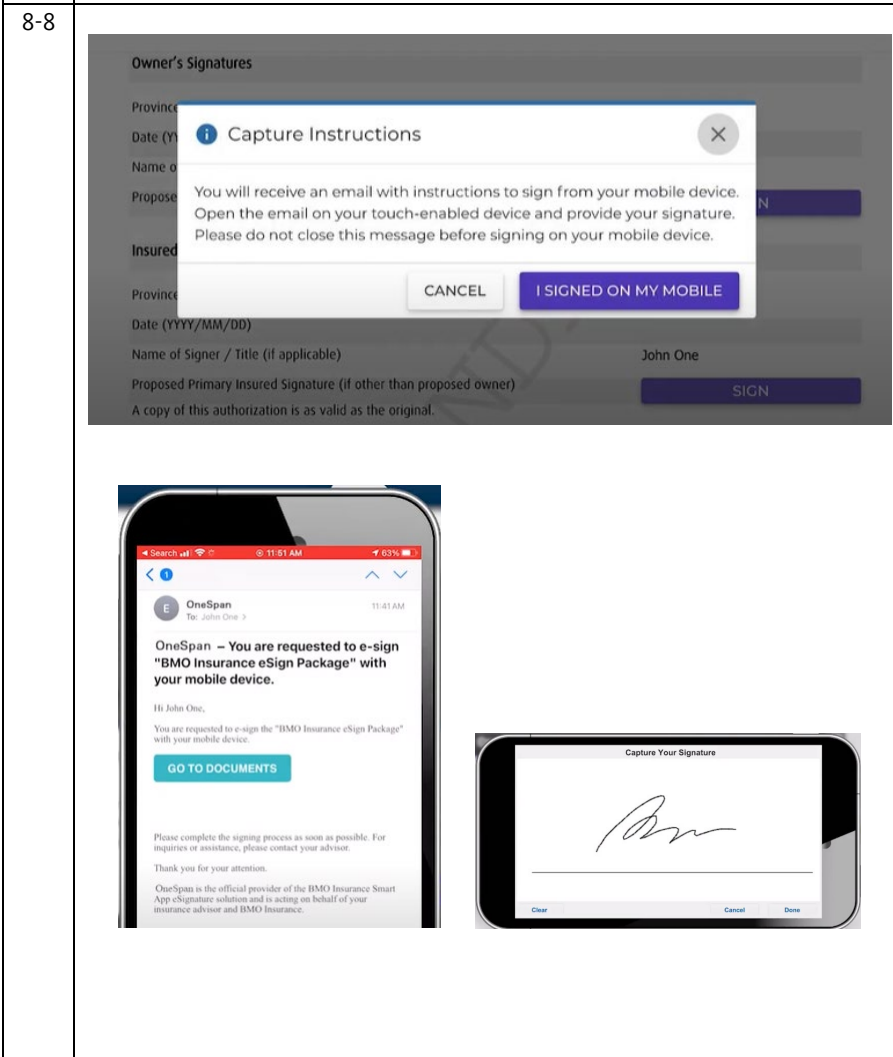 8-8
Owner's Signatures
Province
Date (YY
Name o
Propose
N
Capture Instructions
You will receive an email with instructions to sign from your mobile device.
Open the email on your touch-enabled device and provide your signature.
Please do not close this message before signing on your mobile device.
CANCEL
I SIGNED ON MY MOBILE
Insured
Province
Date (YYYY/MM/DD)
Name of Signer / Title (if applicable) John One
Proposed Primary Insured Signature (if other than proposed owner) SIGN
A copy of this authorization is as valid as the original.
Search 11:51 AM 63%
1
E
OneSpan 11:41 AM
To: John One >
OneSpan – You are requested to e-sign
"BMO Insurance eSign Package" with
your mobile device.
Hi John One,
You are requested to e-sign the "BMO Insurance eSign Package"
with your mobile device.
GO TO DOCUMENTS
Please complete the signing process as soon as possible. For
inquiries or assistance, please contact your advisor.
Thank you for your attention.
OneSpan is the official provider of the BMO Insurance Smart
App eSignature solution and is acting on behalf of your
insurance advisor and BMO Insurance.
Capture Your Signature
Clear Cancel Done